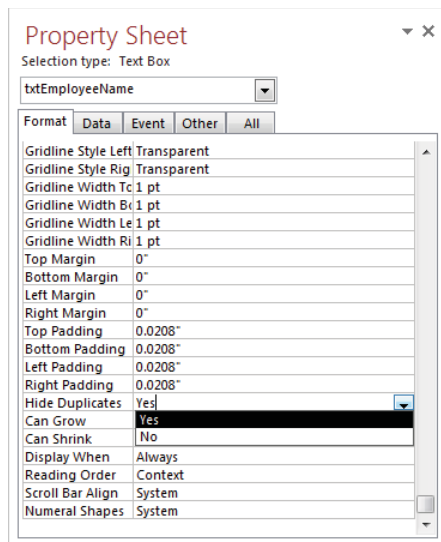 Property Sheet
Selection type: Text Box
txtEmployeeName
Format Data Event Other All
Gridline Style Left Transparent
Gridline Style Rig Transparent
Gridline Width To 1 pt
Gridline Width Bo 1 pt
Gridline Width Le 1 pt
Gridline Width Ri 1 pt
Top Margin 0"
Bottom Margin 0"
Left Margin 0"
Right Margin 0"
Top Padding 0.0208"
Bottom Padding 0.0208"
Left Padding 0.0208"
Right Padding 0.0208"
Hide Duplicates Yes
Can Grow Yes
Can Shrink No
Display When Always
Reading Order Context
Scroll Bar Align System
Numeral Shapes System